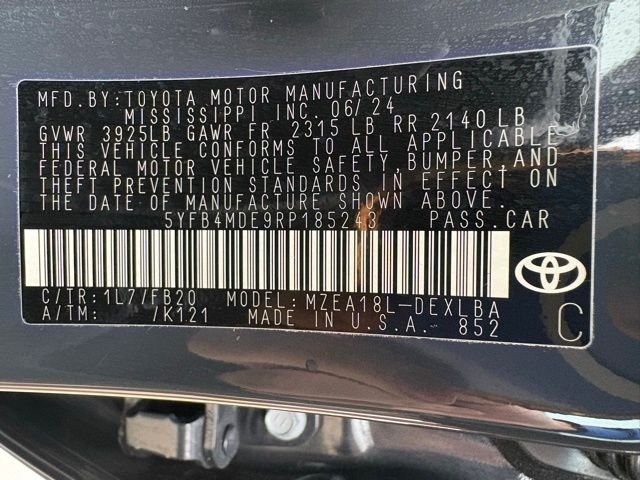 MFD.BY:TOYOTA MOTOR MANUFACTURING
MISSISSIPPI INC. 06/24
GVWR 3925LB GAWR FR 2315 LB RR 2140 LB
THIS VEHICLE CONFORMS TO ALL APPLICABLE
FEDERAL MOTOR VEHICLE SAFETY, BUMPER, AND
THEFT PREVENTION STANDARDS IN EFFECT ON
THE DATE OF MANUFACTURE SHOWN ABOVE.
5YFB4MDE9RP185243 PASS.CAR
C/TR:1L7/FB20 MODEL:MZEA18L-DEXLBA
A/TM: /K121 MADE IN U.S.A. 852
C